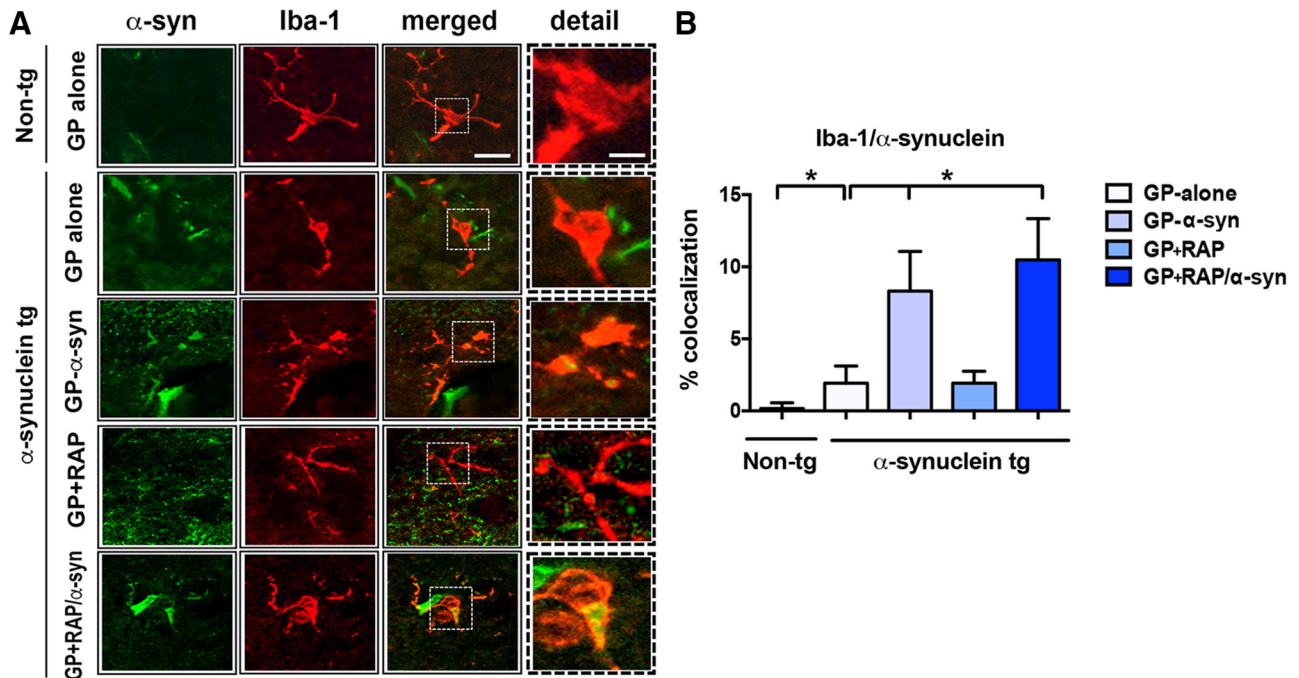 A
α-syn
Iba-1
merged
detail
Non-tg
GP alone
α-synuclein tg
GP alone
GP-α-syn
GP+RAP
GP+RAP/α-syn
B
Iba-1/α-synuclein
% colocalization
15
10
5
0
*
*
Non-tg
α-synuclein tg
GP-alone
GP-α-syn
GP+RAP
GP+RAP/α-syn